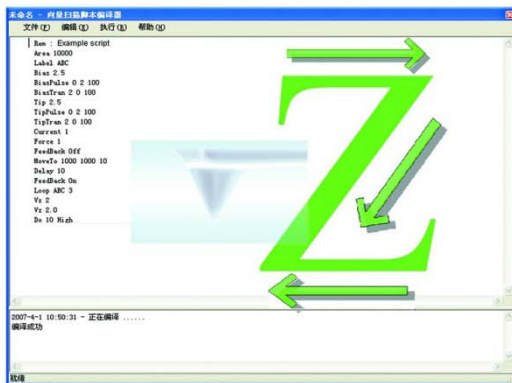 未命名 - 向量扫描脚本编译器
文件(F) 编辑(E) 执行(R) 帮助(H)
Rem : Example script
Area 10000
Label ABC
Bias 2.5
BiasPulse 0 2 100
BiasTran 2 0 100
Tip 2.5
TipPulse 0 2 100
TipTran 2 0 100
Current 1
Force 1
FeedBack Off
MoveTo 1000 1000 10
Delay 10
FeedBack On
Loop ABC 3
Vz 2
Vz 2.0
Do 10 High
Z
2007-4-1 10:50:31 - 正在编译 ......
编译成功
就绪